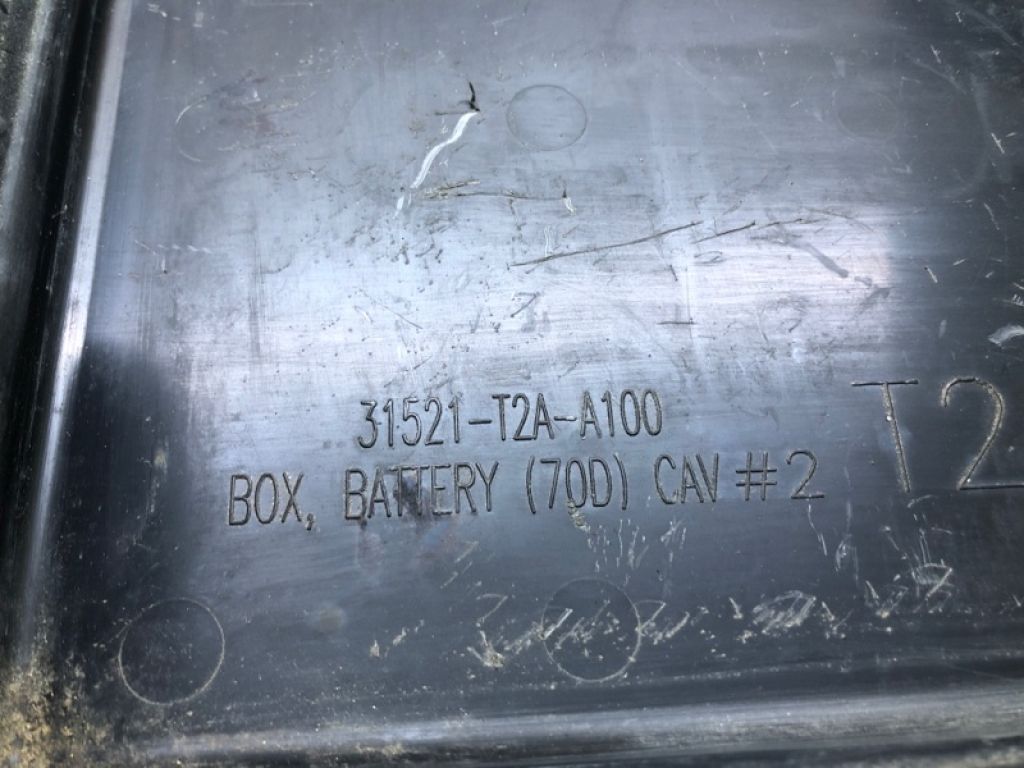 31521-T2A-A100
BOX, BATTERY (70D) CAV #2
T2